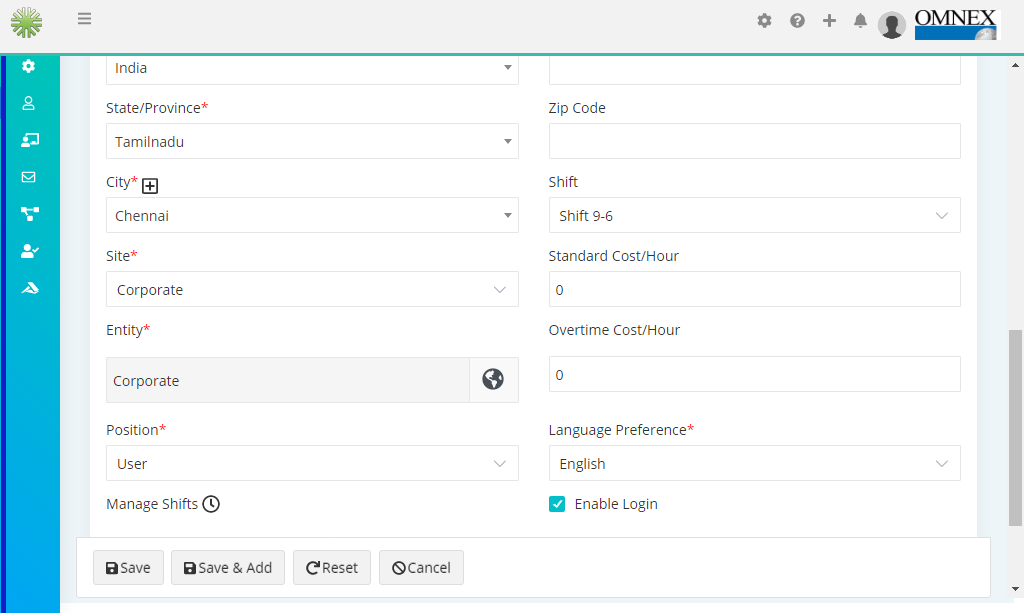 OMNEX
India
State/Province*
Zip Code
Tamilnadu
City*
Shift
Chennai
Shift 9-6
Site*
Standard Cost/Hour
Corporate
0
Entity*
Overtime Cost/Hour
Corporate
0
Position*
Language Preference*
User
English
Manage Shifts
Enable Login
Save
Save & Add
Reset
Cancel